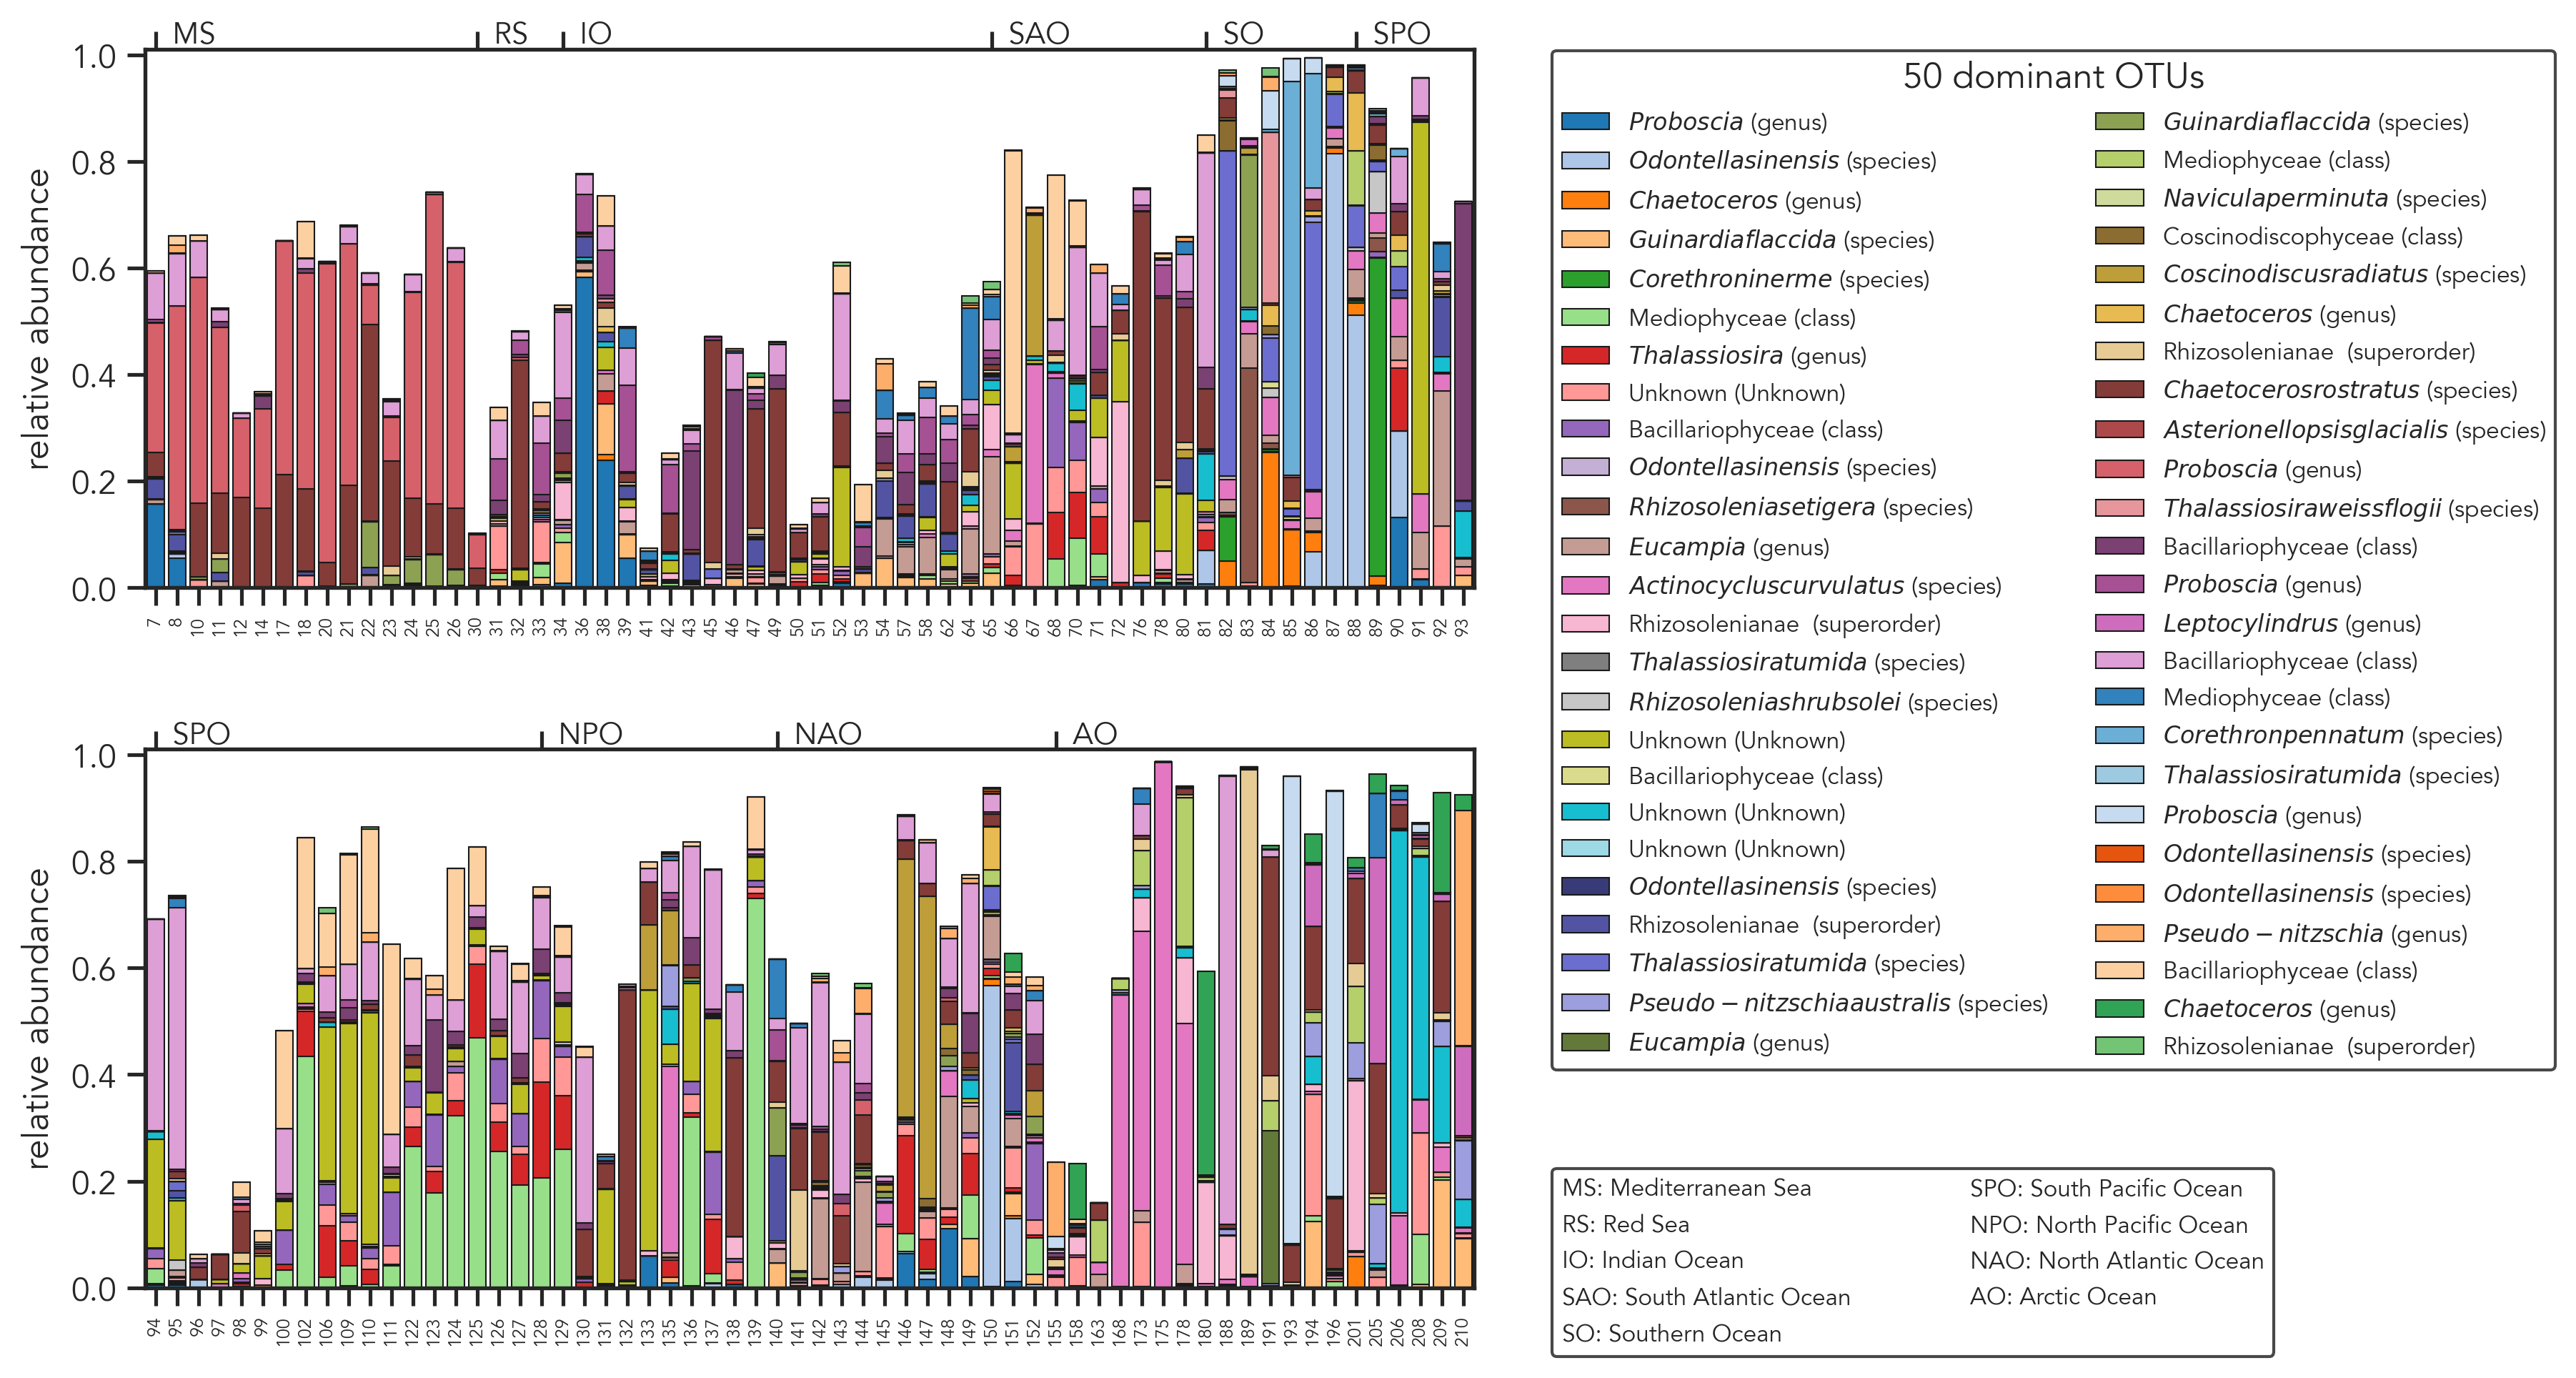 MS RS IO SAO SO SPO
1.0
0.8
0.6
0.4
0.2
0.0
relative abundance
7 8 10 11 12 14 17 18 20 21 22 23 24 25 26 30 31 32 33 34 36 38 39 41 42 43 45 46 47 49 50 51 52 53 54 57 58 62 64 65 66 67 68 70 71 72 76 78 80 81 82 83 84 85 86 87 88 89 90 91 92 93
SPO NPO NAO AO
1.0
0.8
0.6
0.4
0.2
0.0
relative abundance
94 95 96 97 98 99 100 102 106 109 110 111 122 123 124 125 126 127 128 129 130 131 132 133 135 136 137 138 139 140 141 142 143 144 145 146 147 148 149 150 151 152 155 158 163 168 173 175 178 180 188 189 191 193 194 196 201 205 206 208 209 210
50 dominant OTUs
Proboscia (genus)
Odontellasinensis (species)
Chaetoceros (genus)
Guinardiaflaccida (species)
Corethroninerme (species)
Mediophyceae (class)
Thalassiosira (genus)
Unknown (Unknown)
Bacillariophyceae (class)
Odontellasinensis (species)
Rhizosoleniasetigera (species)
Eucampia (genus)
Actinocycluscurvulatus (species)
Rhizosolenianae (superorder)
Thalassiosiratumida (species)
Rhizosoleniashrubsolei (species)
Unknown (Unknown)
Bacillariophyceae (class)
Unknown (Unknown)
Unknown (Unknown)
Odontellasinensis (species)
Rhizosolenianae (superorder)
Thalassiosiratumida (species)
Pseudo − nitzschiaaustralis (species)
Eucampia (genus)
Guinardiaflaccida (species)
Mediophyceae (class)
Naviculaperminuta (species)
Coscinodiscophyceae (class)
Coscinodiscusradiatus (species)
Chaetoceros (genus)
Rhizosolenianae (superorder)
Chaetocerosrostratus (species)
Asterionellopsisglacialis (species)
Proboscia (genus)
Thalassiosiraweissflogii (species)
Bacillariophyceae (class)
Proboscia (genus)
Leptocylindrus (genus)
Bacillariophyceae (class)
Mediophyceae (class)
Corethronpennatum (species)
Thalassiosiratumida (species)
Proboscia (genus)
Odontellasinensis (species)
Odontellasinensis (species)
Pseudo − nitzschia (genus)
Bacillariophyceae (class)
Chaetoceros (genus)
Rhizosolenianae (superorder)
MS: Mediterranean Sea
RS: Red Sea
IO: Indian Ocean
SAO: South Atlantic Ocean
SO: Southern Ocean
SPO: South Pacific Ocean
NPO: North Pacific Ocean
NAO: North Atlantic Ocean
AO: Arctic Ocean